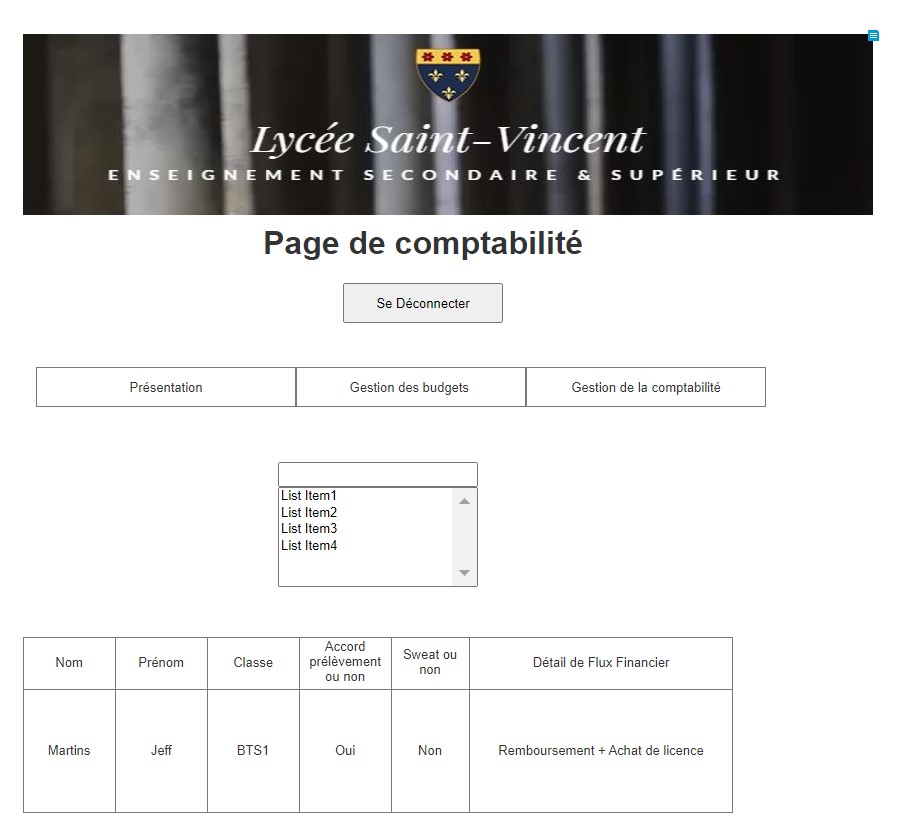 Lycée Saint-Vincent
ENSEIGNEMENT SECONDAIRE & SUPÉRIEUR
Page de comptabilité
Se Déconnecter
Présentation Gestion des budgets Gestion de la comptabilité
List Item1
List Item2
List Item3
List Item4
Nom Prénom Classe Accord prélèvement ou non Sweat ou non Détail de Flux Financier
Martins Jeff BTS1 Oui Non Remboursement + Achat de licence